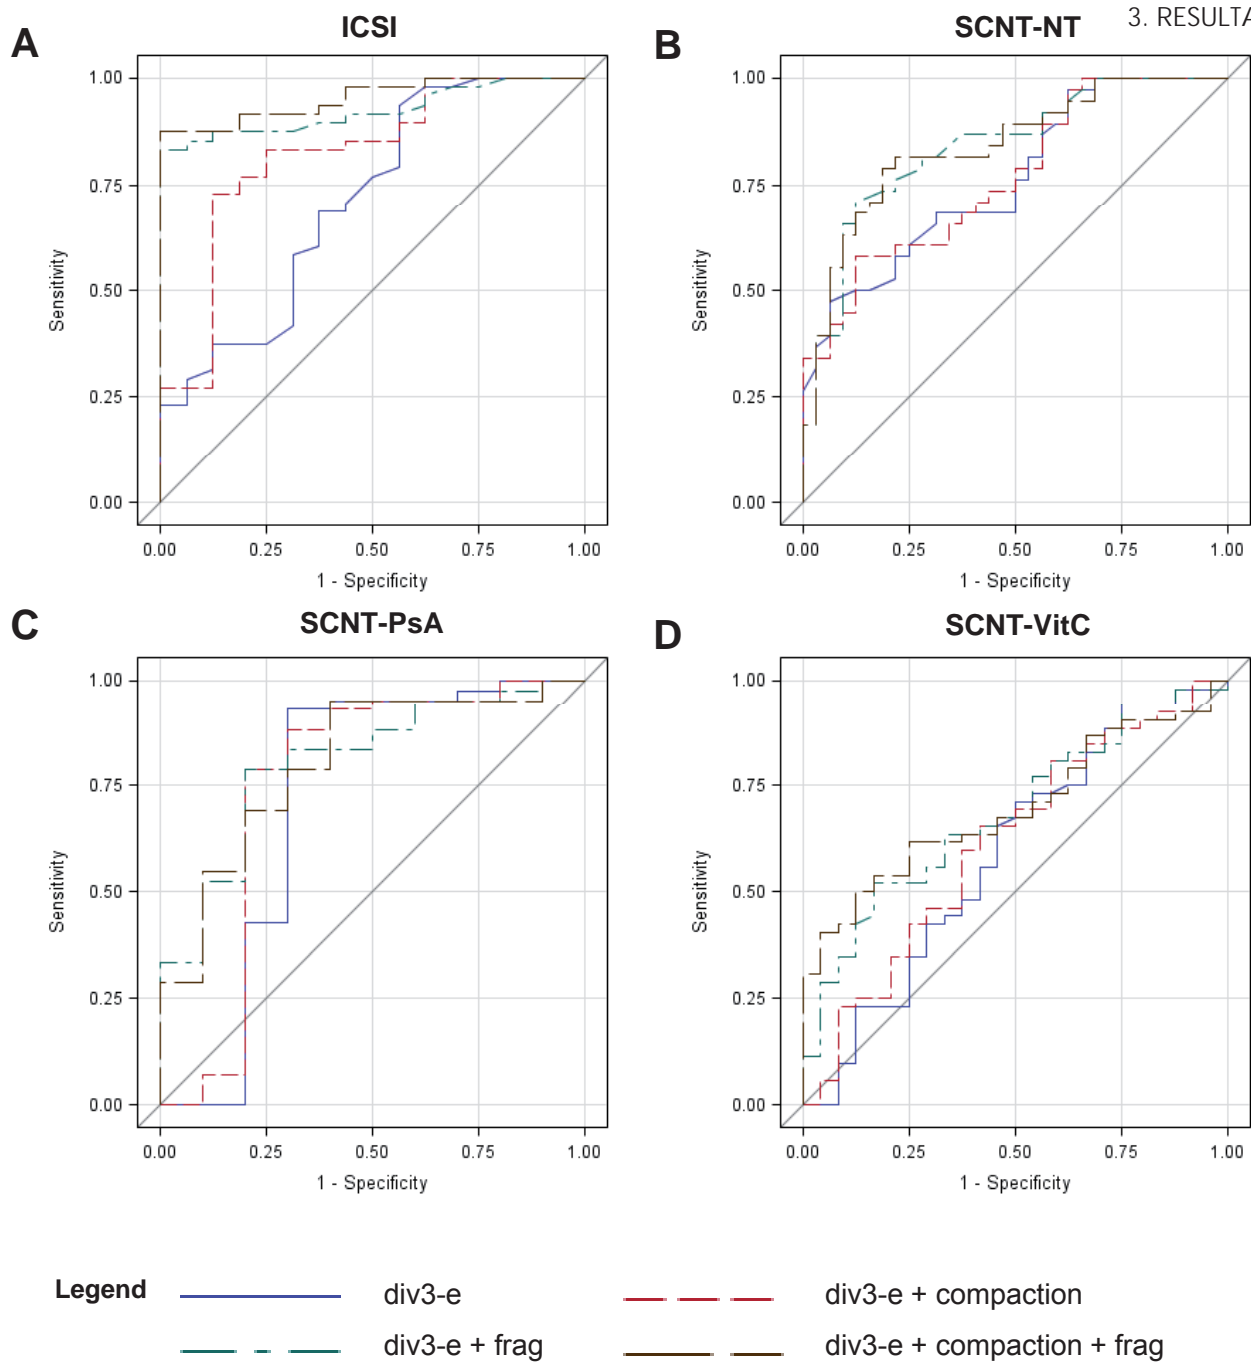 3. RESULTA
A
ICSI
1.00
0.75
0.50
0.25
0.00
Sensitivity
0.00 0.25 0.50 0.75 1.00
1 - Specificity
B
SCNT-NT
1.00
0.75
0.50
0.25
0.00
Sensitivity
0.00 0.25 0.50 0.75 1.00
1 - Specificity
C
SCNT-PsA
1.00
0.75
0.50
0.25
0.00
Sensitivity
0.00 0.25 0.50 0.75 1.00
1 - Specificity
D
SCNT-VitC
1.00
0.75
0.50
0.25
0.00
Sensitivity
0.00 0.25 0.50 0.75 1.00
1 - Specificity
Legend
div3-e
div3-e + compaction
div3-e + frag
div3-e + compaction + frag